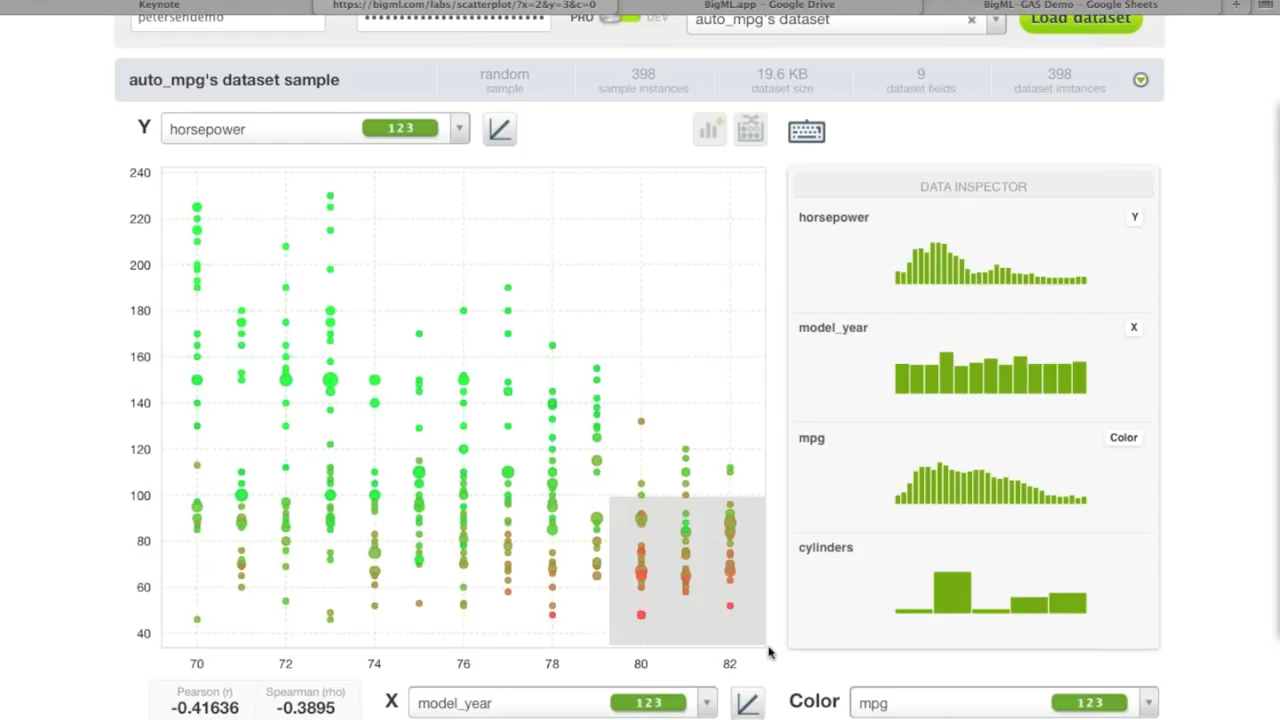 Keynote https://bigml.com/labs/scatterplot/?x=2&y=3&c=0 BigML.app – Google Drive BigML-GAS Demo – Google Sheets +
petersendemo PRO DEV auto_mpg's dataset × Load dataset
auto_mpg's dataset sample
random
sample
398
sample instances
19.6 KB
dataset size
9
dataset fields
398
dataset instances
Y horsepower 123
240
220
200
180
160
140
120
100
80
60
40
70 72 74 76 78 80 82
DATA INSPECTOR
horsepower Y
model_year X
mpg Color
cylinders
Pearson (r)
-0.41636
Spearman (rho)
-0.3895
X model_year 123
Color mpg 123